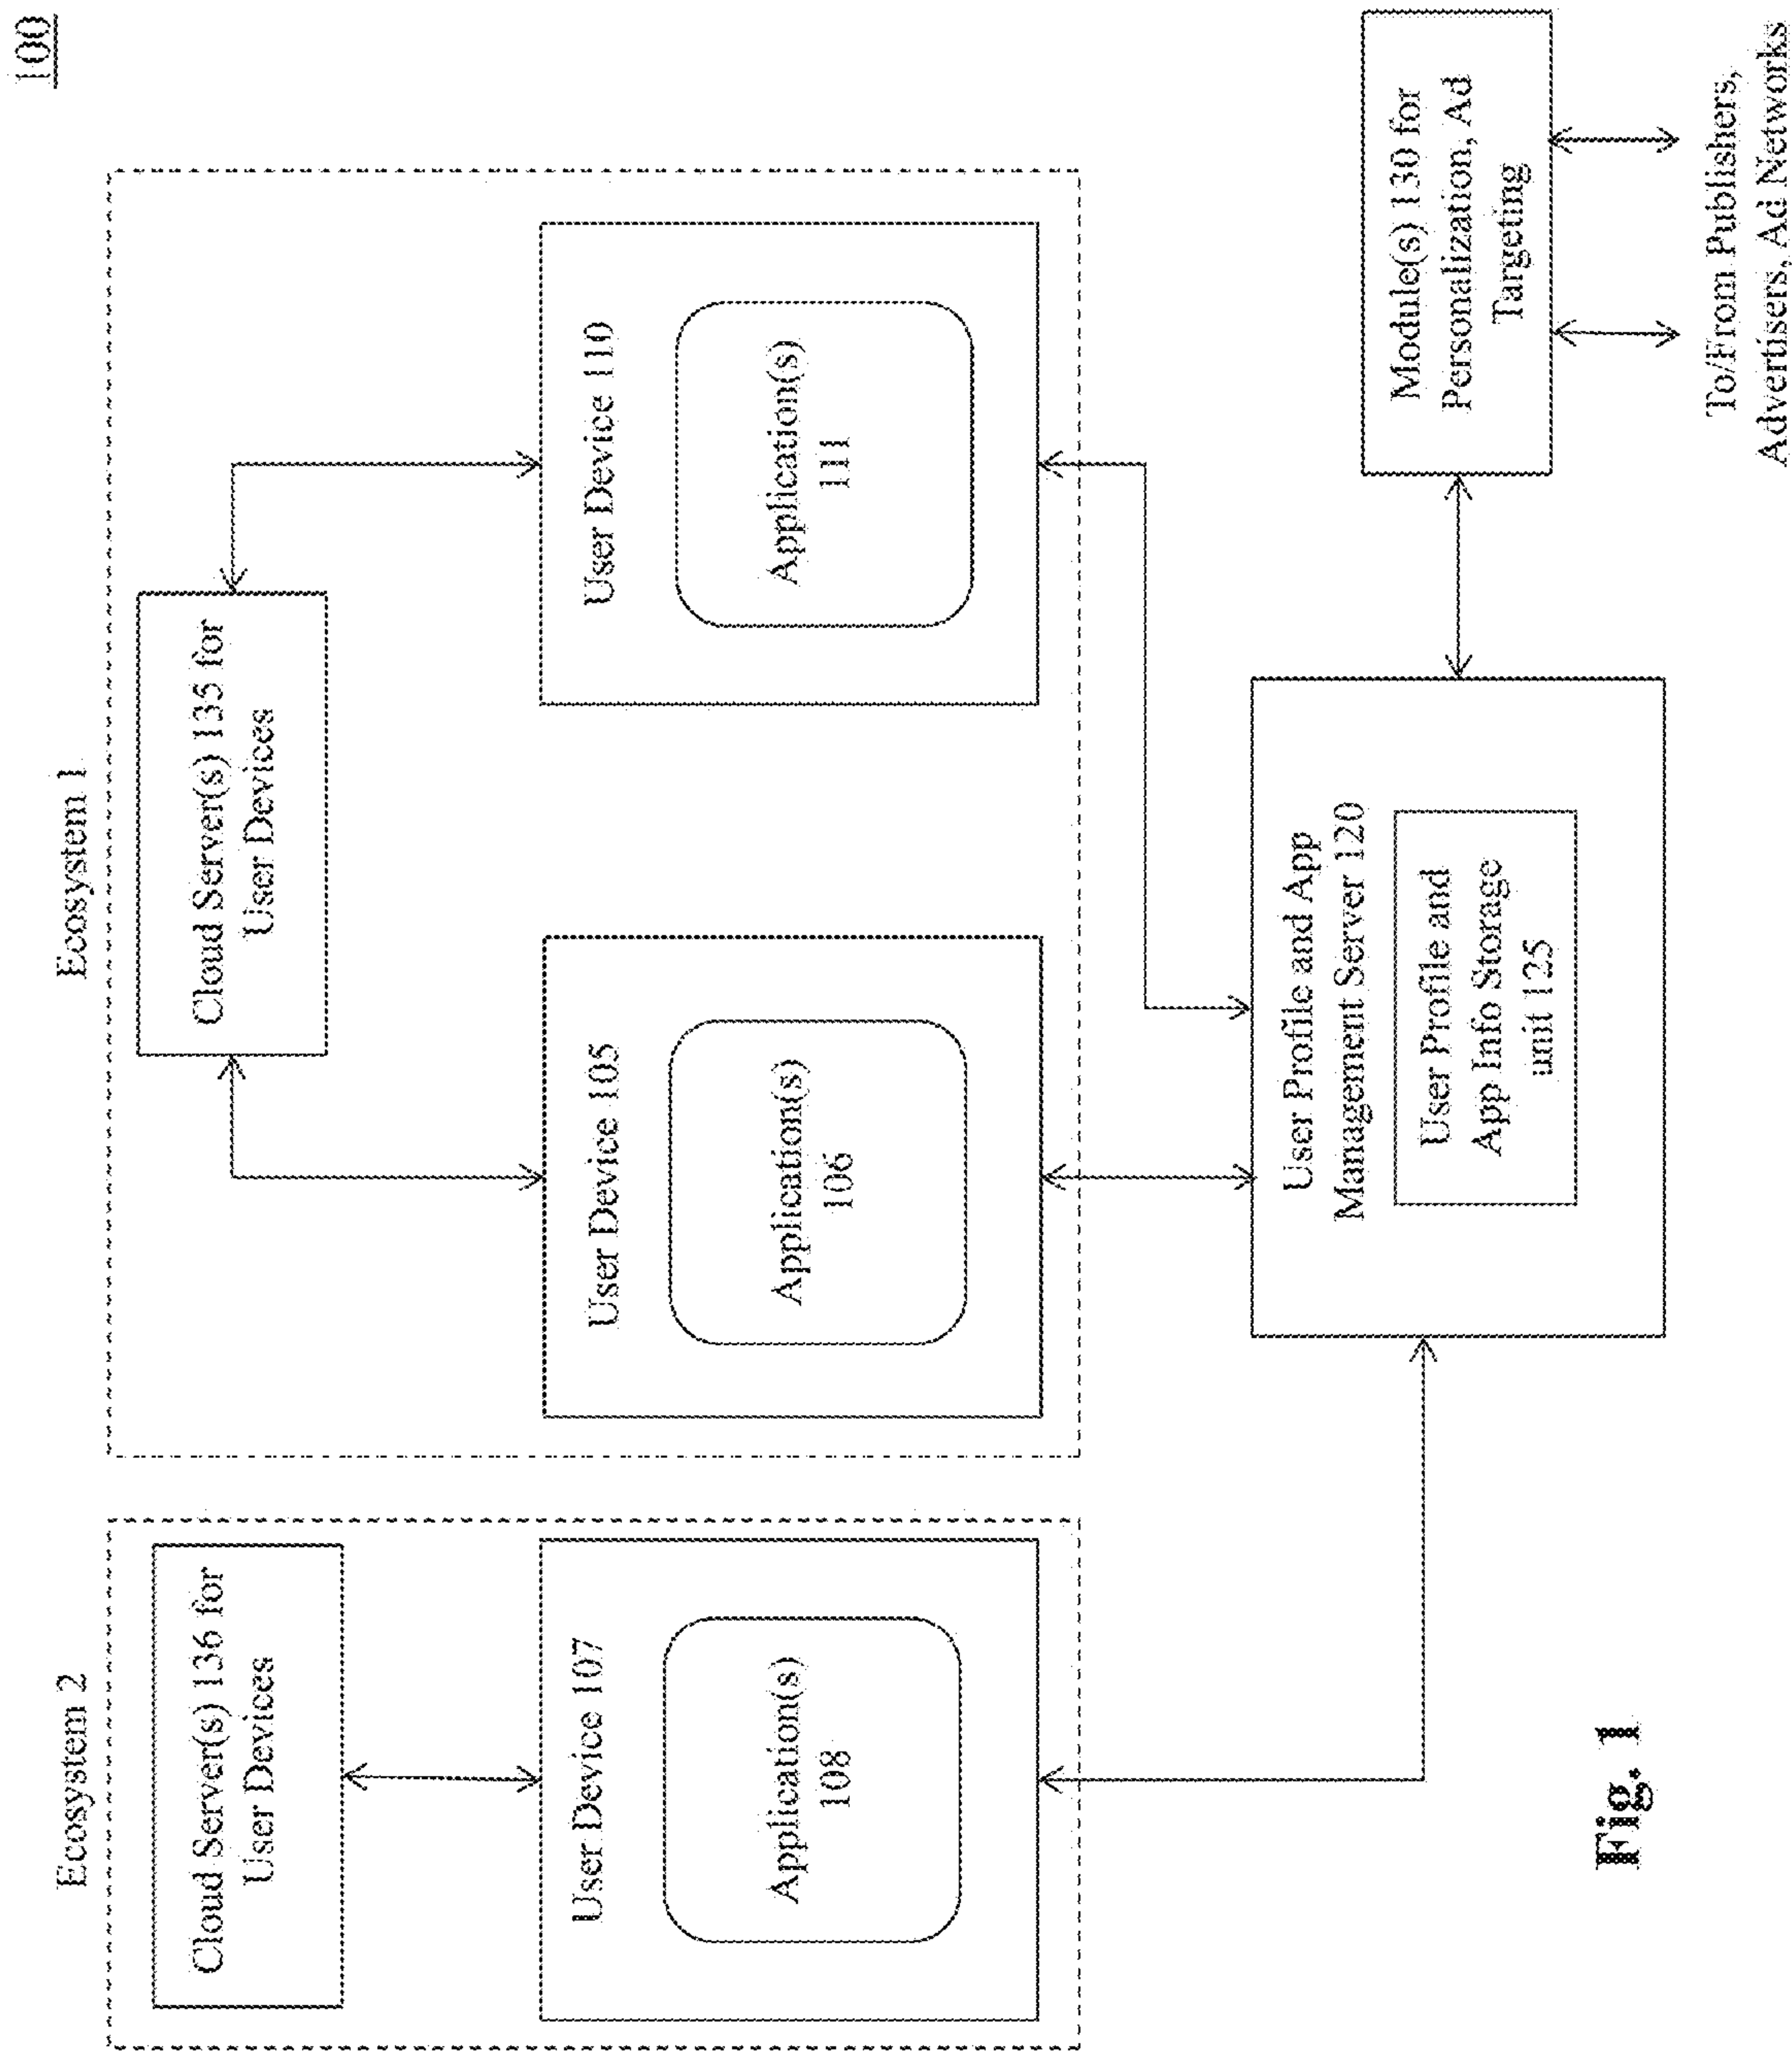 100
Ecosystem 2
Cloud Server(s) 136 for
User Devices
User Device 107
Application(s)
108
Ecosystem 1
Cloud Server(s) 135 for
User Devices
User Device 105
Application(s)
106
User Device 110
Application(s)
111
User Profile and App
Management Server 120
User Profile and
App Info Storage
unit 125
Module(s) 130 for
Personalization, Ad
Targeting
To/From Publishers,
Advertisers, Ad Networks
Fig. 1